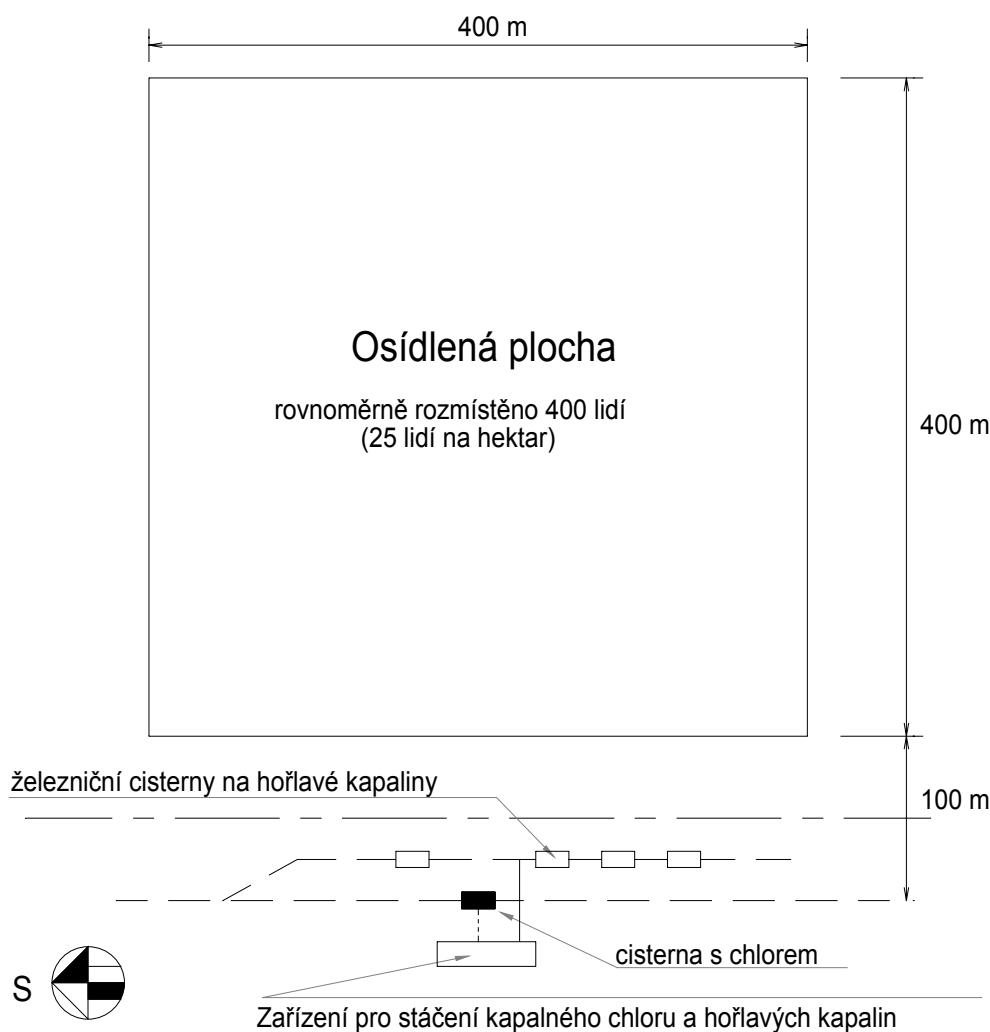 400 m
Osídlená plocha
rovnoměrně rozmístěno 400 lidí
(25 lidí na hektar)
400 m
železniční cisterny na hořlavé kapaliny
100 m
cisterna s chlorem
S
Zařízení pro stáčení kapalného chloru a hořlavých kapalin